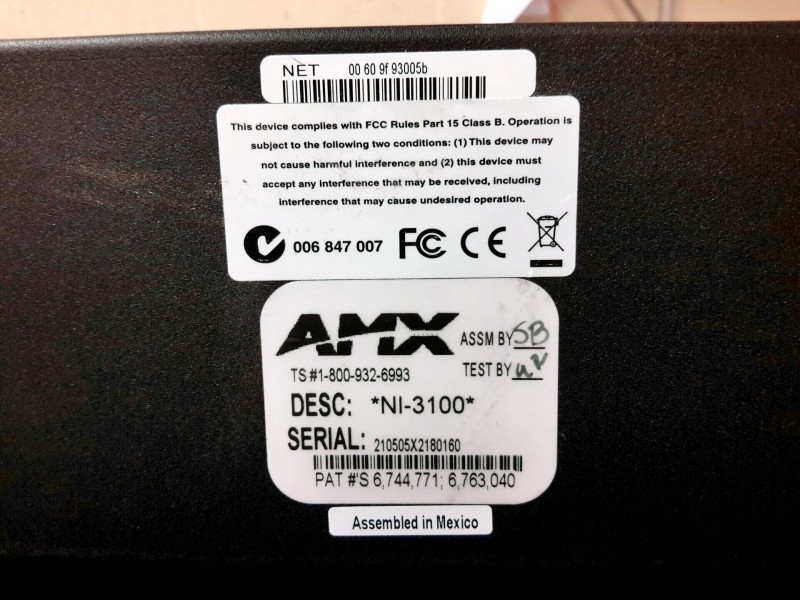 NET 00 60 9f 93005b
This device complies with FCC Rules Part 15 Class B. Operation is
subject to the following two conditions: (1) This device may
not cause harmful interference and (2) this device must
accept any interference that may be received, including
interference that may cause undesired operation.
006 847 007 FC CE
AMX ASSM BY SB
TS #1-800-932-6993 TEST BY
DESC: *NI-3100*
SERIAL: 210505X2180160
PAT #'S 6,744,771; 6,763,040
Assembled in Mexico